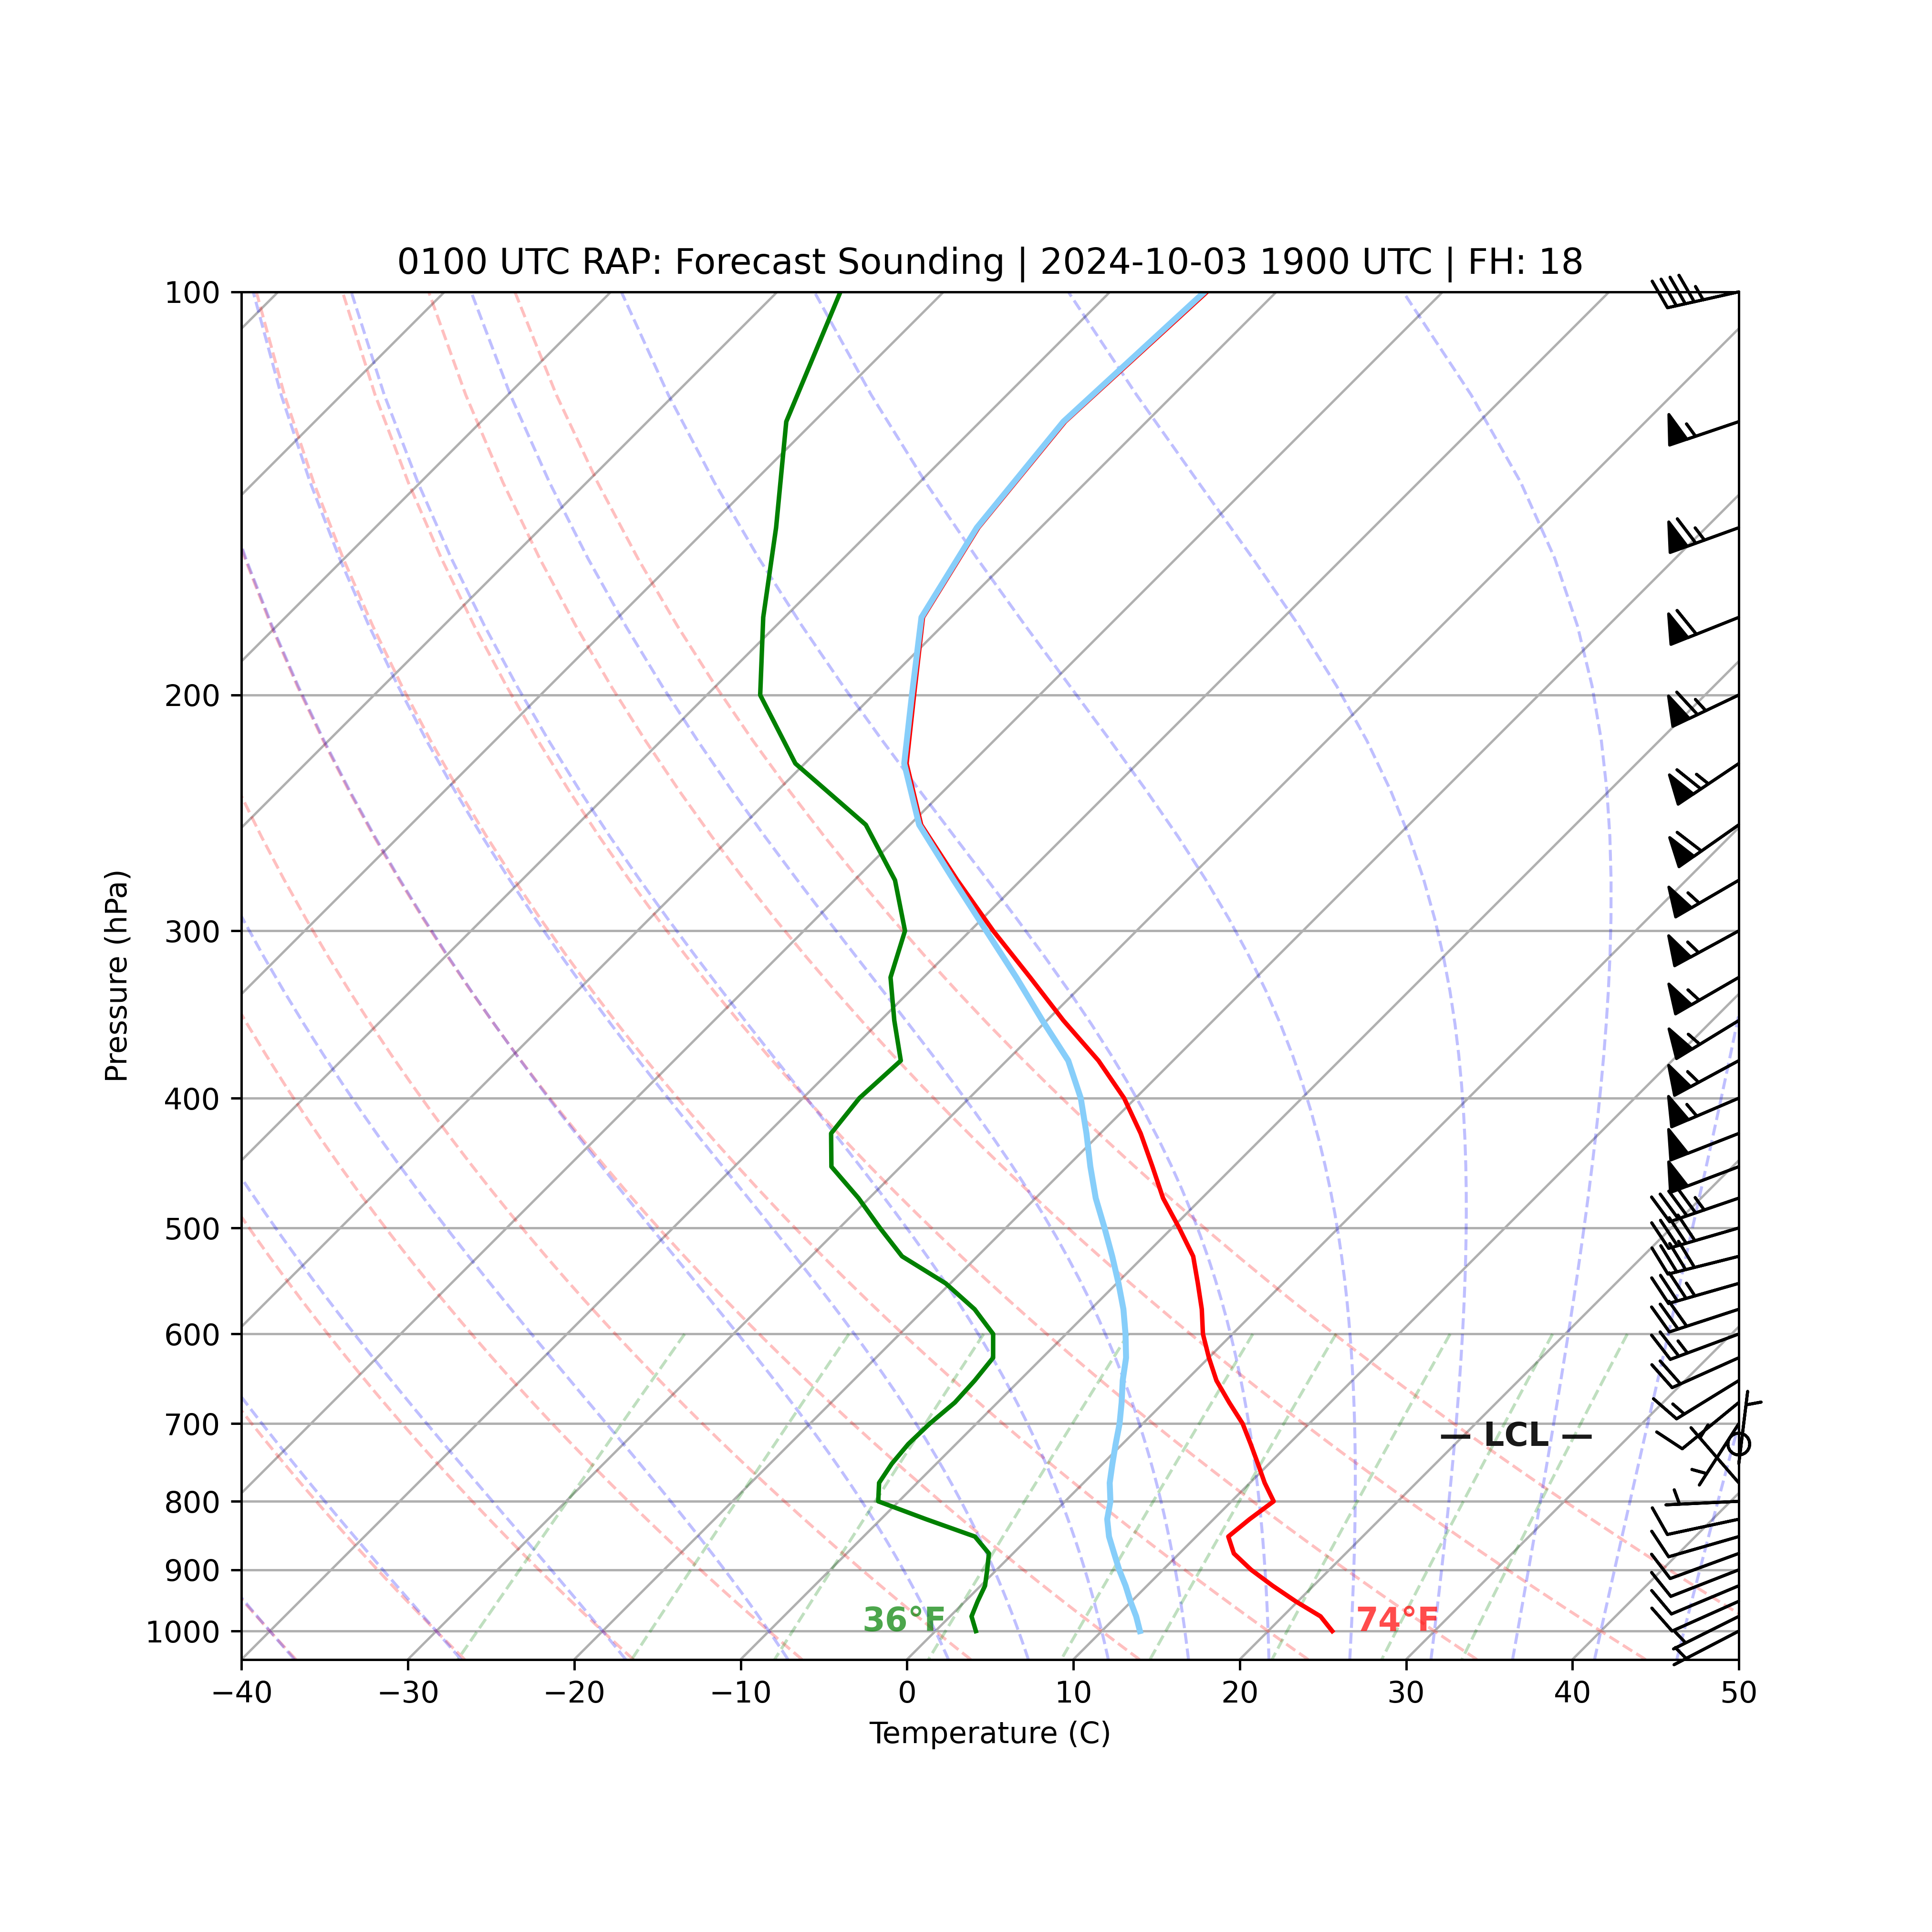 0100 UTC RAP: Forecast Sounding | 2024-10-03 1900 UTC | FH: 18
100
200
300
400
500
600
700
800
900
1000
Pressure (hPa)
— LCL —
36°F
74°F
−40 −30 −20 −10 0 10 20 30 40 50
Temperature (C)